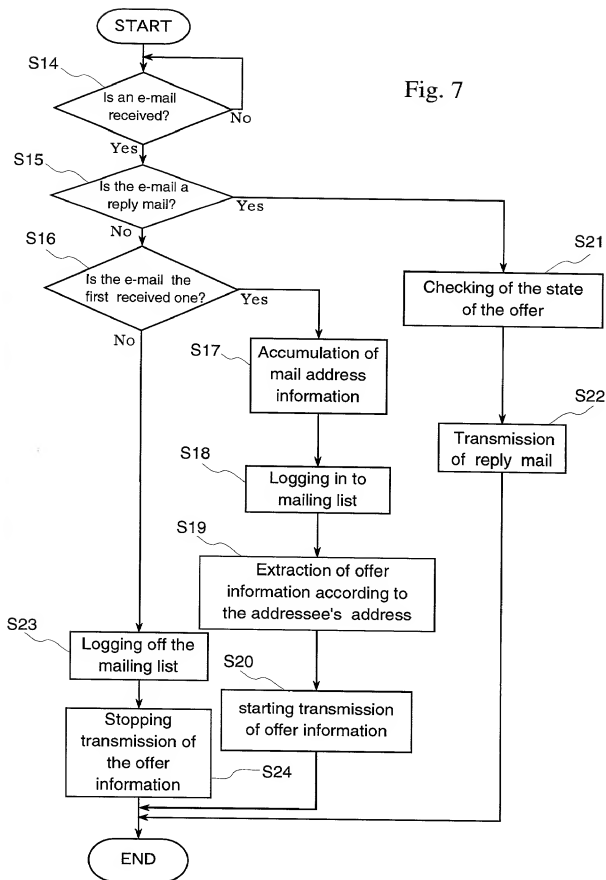 START
Fig. 7
S14
Is an e-mail
received?
No
Yes
S15
Is the e-mail a
reply mail?
Yes
No
S16
Is the e-mail the
first received one?
Yes
No
S21
Checking of the state
of the offer
S17
Accumulation of
mail address
information
S22
Transmission
of reply mail
S18
Logging in to
mailing list
S19
Extraction of offer
information according to
the addressee's address
S23
Logging off the
mailing list
S20
starting transmission
of offer information
Stopping
transmission of
the offer
information
S24
END